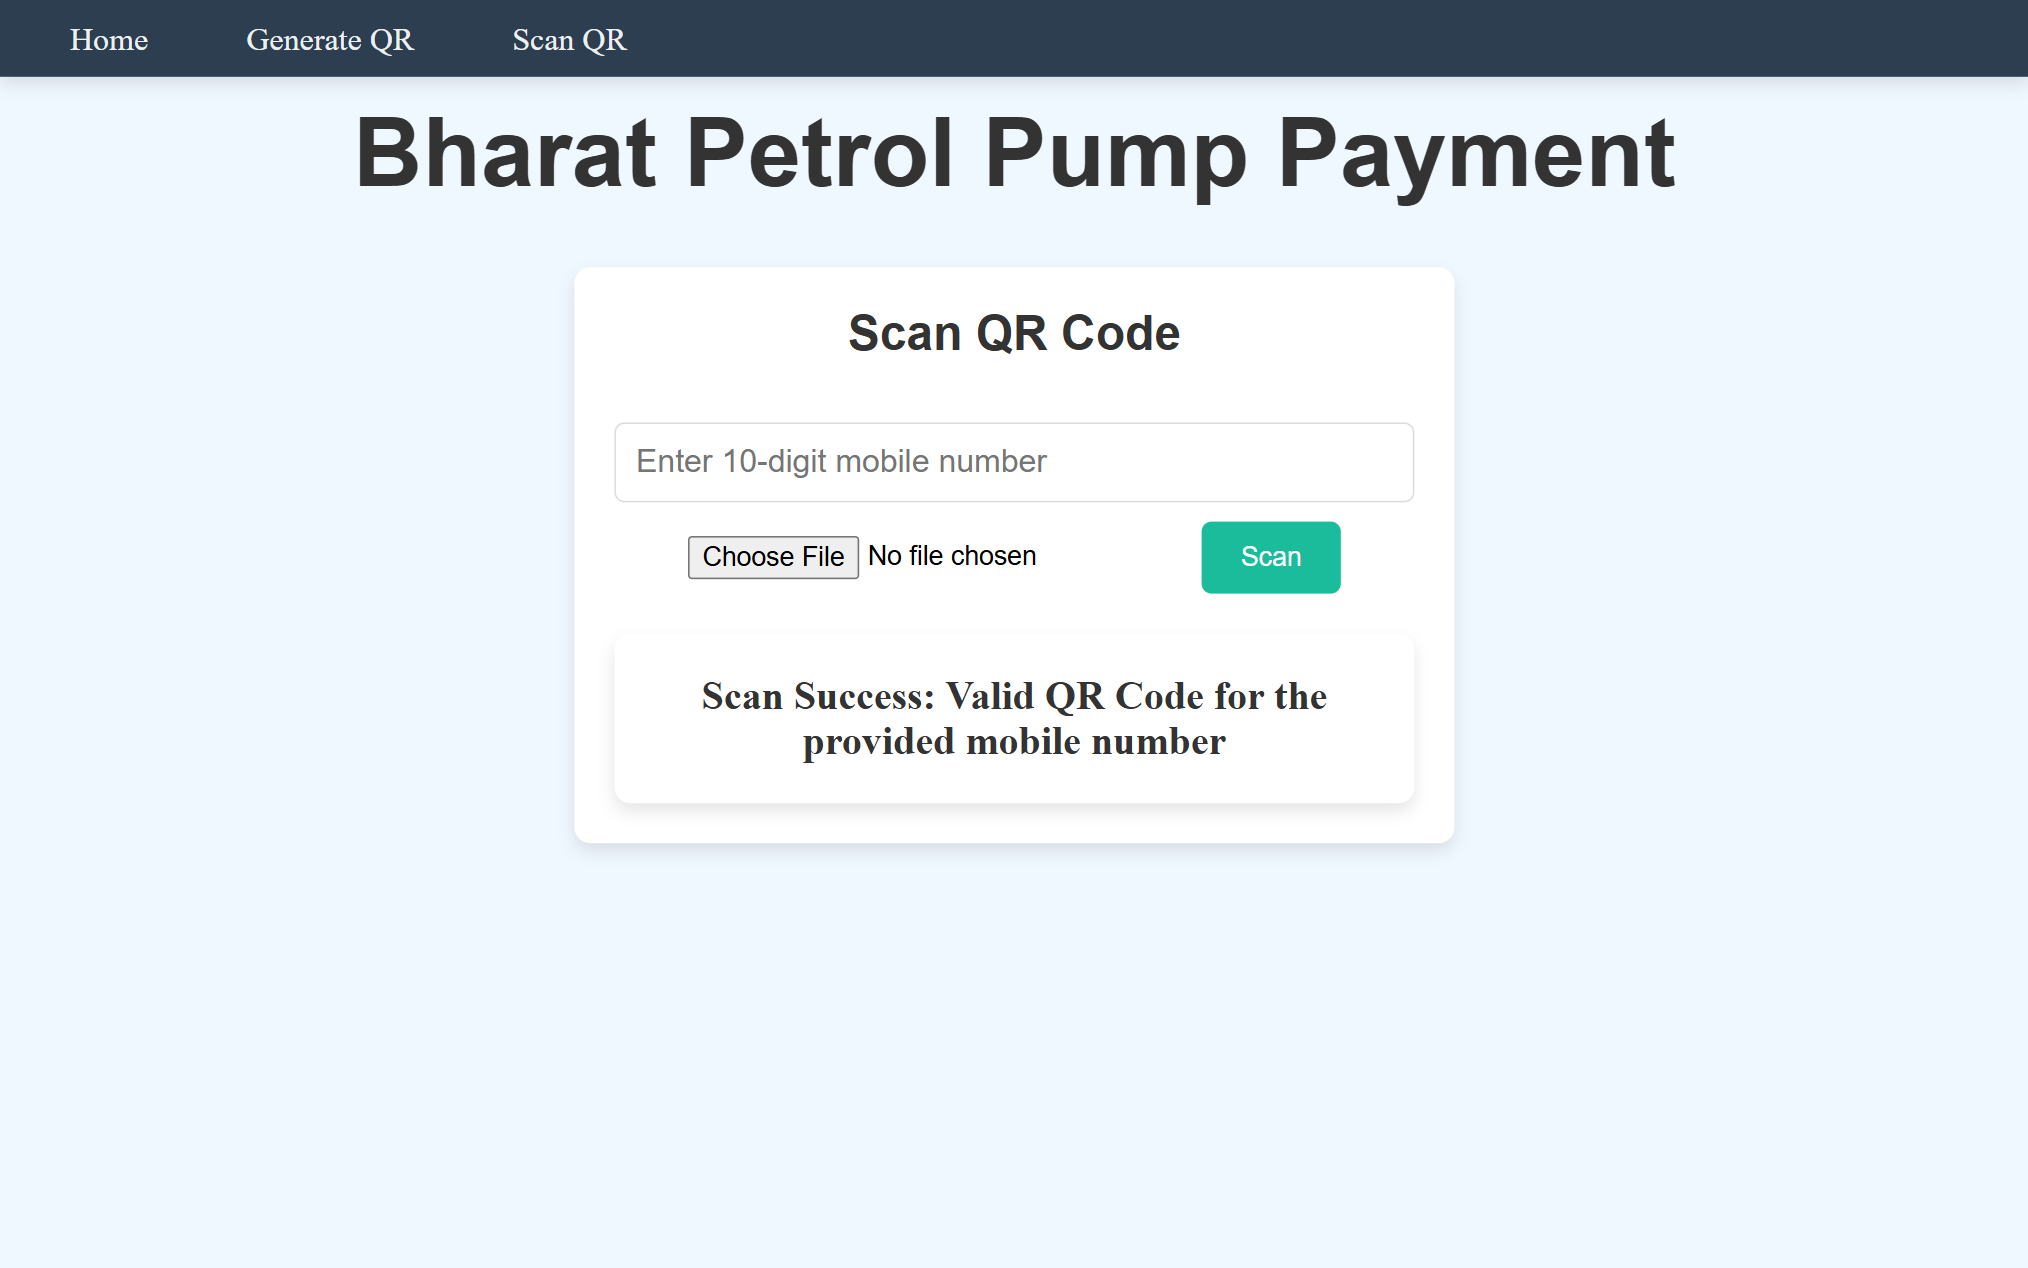 Home Generate QR Scan QR
Bharat Petrol Pump Payment
Scan QR Code
Enter 10-digit mobile number
Choose File No file chosen Scan
Scan Success: Valid QR Code for the
provided mobile number